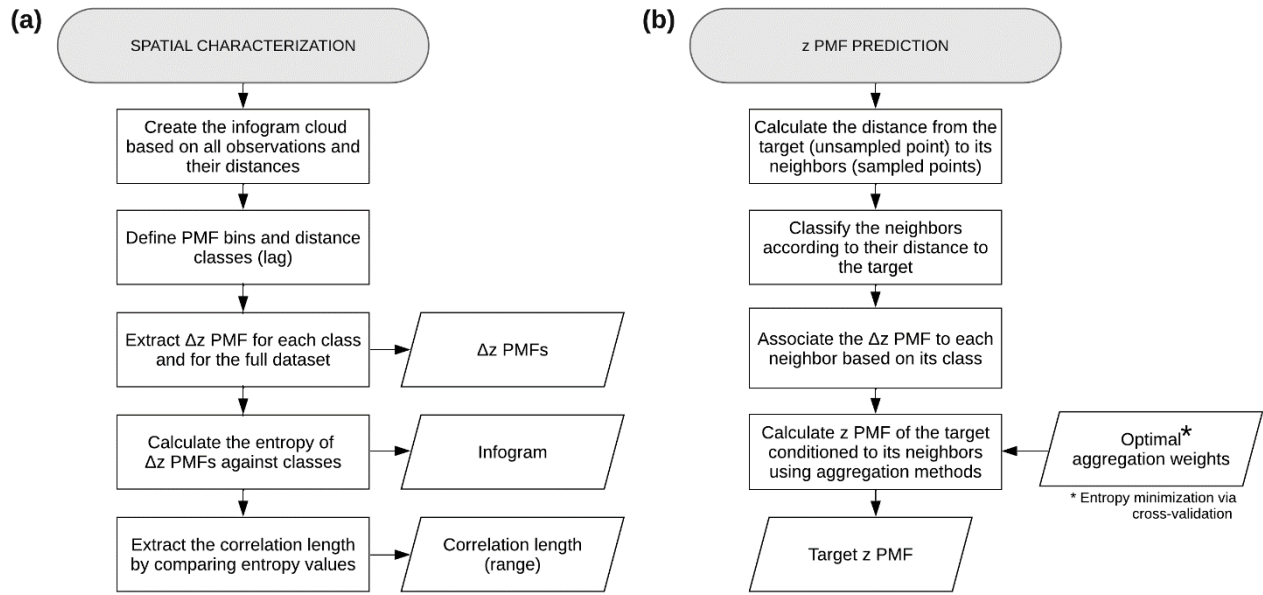 (a)
SPATIAL CHARACTERIZATION
Create the infogram cloud
based on all observations and
their distances
Define PMF bins and distance
classes (lag)
Extract Δz PMF for each class
and for the full dataset
Δz PMFs
Calculate the entropy of
Δz PMFs against classes
Infogram
Extract the correlation length
by comparing entropy values
Correlation length
(range)
(b)
z PMF PREDICTION
Calculate the distance from the
target (unsampled point) to its
neighbors (sampled points)
Classify the neighbors
according to their distance to
the target
Associate the Δz PMF to each
neighbor based on its class
Calculate z PMF of the target
conditioned to its neighbors
using aggregation methods
Optimal*
aggregation weights
* Entropy minimization via
cross-validation
Target z PMF